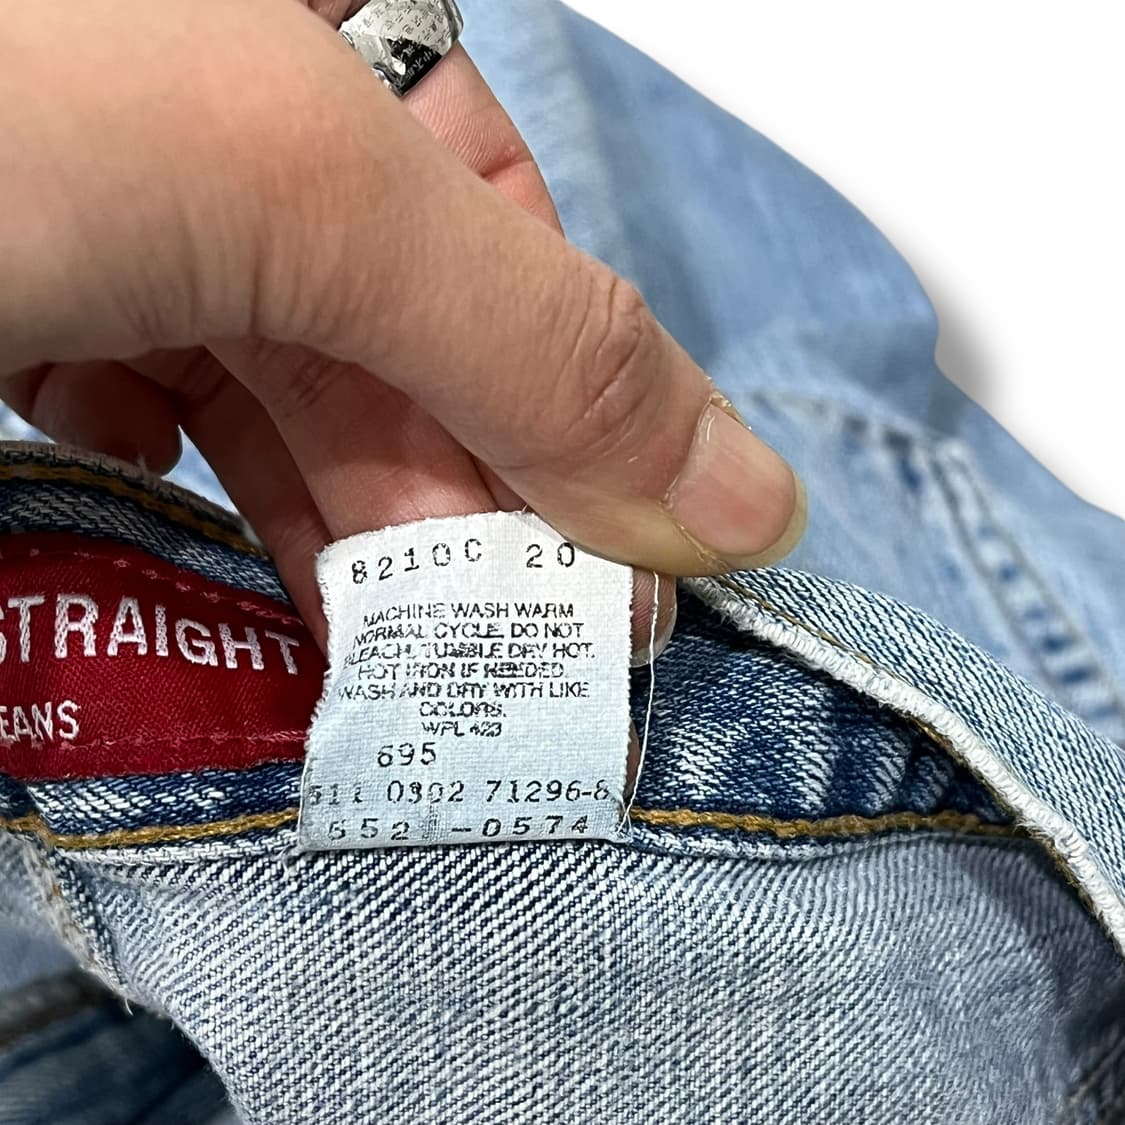 82100 20
MACHINE WASH WARM
NORMAL CYCLE. DO NOT
BLEACH. TUMBLE DRY HOT.
HOT IRON IF NEEDED.
WASH AND DRY WITH LIKE
COLORS.
WPL 423
695
511 0302 71296-8
552 -0574
STRAIGHT
EANS